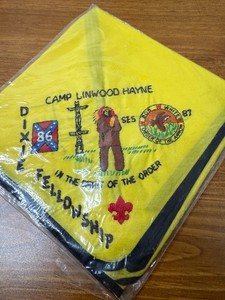 CAMP LINWOOD HAYNE
DIXIE FELLOWSHIP
86
SES
87
IN THE SPIRIT OF THE ORDER